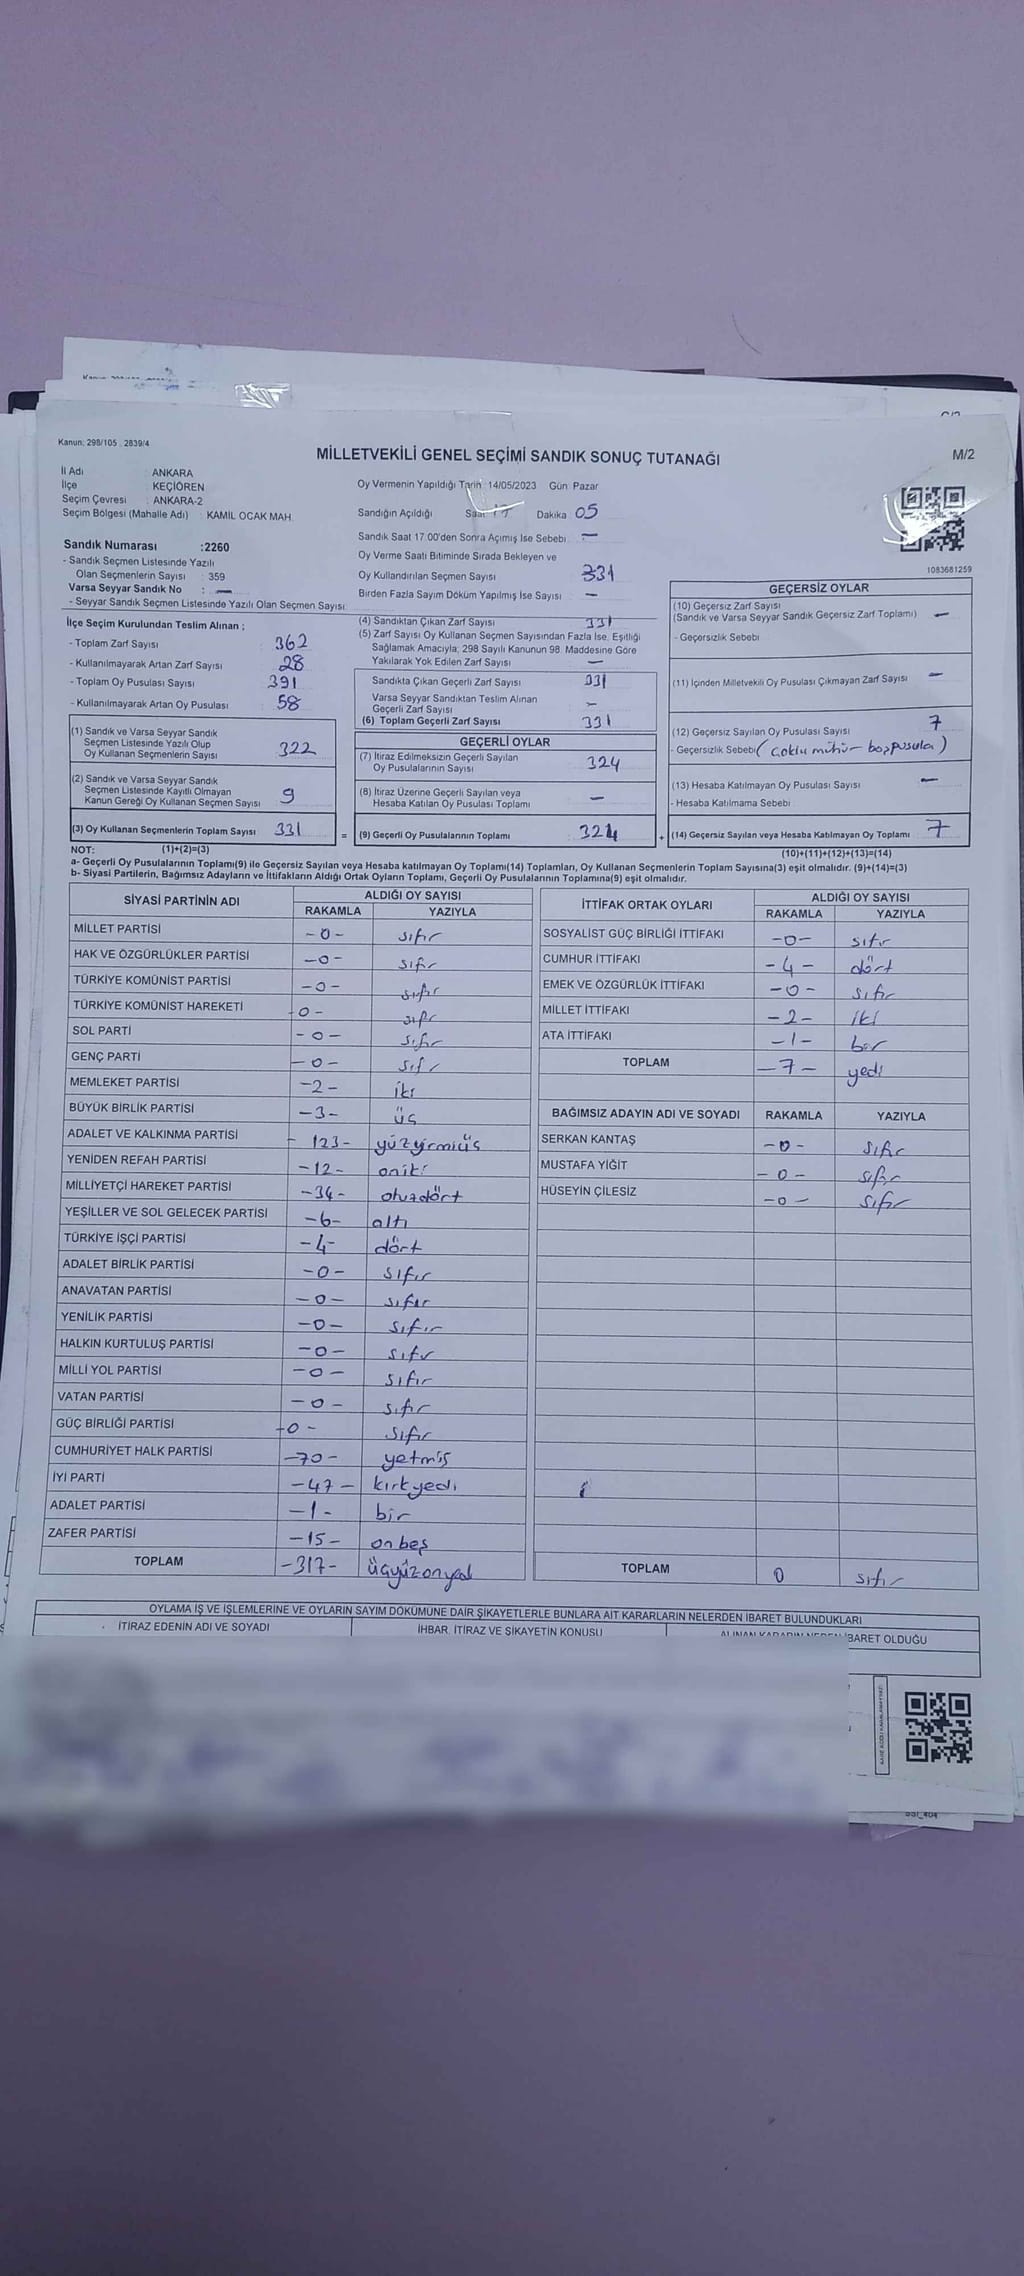 Kanun: 298/105 , 2839/4
M/2
MİLLETVEKİLİ GENEL SEÇİMİ SANDIK SONUÇ TUTANAĞI
İl Adı : ANKARA
İlçe : KEÇİÖREN
Seçim Çevresi : ANKARA-2
Seçim Bölgesi (Mahalle Adı) : KAMİL OCAK MAH.
Sandık Numarası :2260
- Sandık Seçmen Listesinde Yazılı
Olan Seçmenlerin Sayısı : 359
Varsa Seyyar Sandık No : —
- Seyyar Sandık Seçmen Listesinde Yazılı Olan Seçmen Sayısı:
Oy Vermenin Yapıldığı Tarih: 14/05/2023 Gün: Pazar
Sandığın Açıldığı Saat 17 Dakika 05
Sandık Saat 17.00'den Sonra Açılmış İse Sebebi: —
Oy Verme Saati Bitiminde Sırada Bekleyen ve
Oy Kullandırılan Seçmen Sayısı 331
Birden Fazla Sayım Döküm Yapılmış İse Sayısı —
1083681259
İlçe Seçim Kurulundan Teslim Alınan ;
- Toplam Zarf Sayısı : 362
- Kullanılmayarak Artan Zarf Sayısı : 28
- Toplam Oy Pusulası Sayısı : 391
- Kullanılmayarak Artan Oy Pusulası : 58
(1) Sandık ve Varsa Seyyar Sandık
Seçmen Listesinde Yazılı Olup
Oy Kullanan Seçmenlerin Sayısı 322
(2) Sandık ve Varsa Seyyar Sandık
Seçmen Listesinde Kayıtlı Olmayan
Kanun Gereği Oy Kullanan Seçmen Sayısı 9
(3) Oy Kullanan Seçmenlerin Toplam Sayısı 331
(4) Sandıktan Çıkan Zarf Sayısı 331
(5) Zarf Sayısı Oy Kullanan Seçmen Sayısından Fazla İse, Eşitliği
Sağlamak Amacıyla; 298 Sayılı Kanunun 98. Maddesine Göre
Yakılarak Yok Edilen Zarf Sayısı —
Sandıkta Çıkan Geçerli Zarf Sayısı 331
Varsa Seyyar Sandıktan Teslim Alınan
Geçerli Zarf Sayısı —
(6) Toplam Geçerli Zarf Sayısı 331
GEÇERLİ OYLAR
(7) İtiraz Edilmeksizin Geçerli Sayılan
Oy Pusulalarının Sayısı 324
(8) İtiraz Üzerine Geçerli Sayılan veya
Hesaba Katılan Oy Pusulası Toplamı —
= (9) Geçerli Oy Pusulalarının Toplamı 324
GEÇERSİZ OYLAR
(10) Geçersiz Zarf Sayısı
(Sandık ve Varsa Seyyar Sandık Geçersiz Zarf Toplamı) —
- Geçersizlik Sebebi
(11) İçinden Milletvekili Oy Pusulası Çıkmayan Zarf Sayısı —
(12) Geçersiz Sayılan Oy Pusulası Sayısı 7
- Geçersizlik Sebebi (çoklu mühür boş pusula)
(13) Hesaba Katılmayan Oy Pusulası Sayısı —
- Hesaba Katılmama Sebebi
+ (14) Geçersiz Sayılan veya Hesaba Katılmayan Oy Toplamı 7
NOT: (1)+(2)=(3)
(10)+(11)+(12)+(13)=(14)
a- Geçerli Oy Pusulalarının Toplamı(9) ile Geçersiz Sayılan veya Hesaba katılmayan Oy Toplamı(14) Toplamları, Oy Kullanan Seçmenlerin Toplam Sayısına(3) eşit olmalıdır. (9)+(14)=(3)
b- Siyasi Partilerin, Bağımsız Adayların ve İttifakların Aldığı Ortak Oyların Toplamı, Geçerli Oy Pusulalarının Toplamına(9) eşit olmalıdır.
SİYASİ PARTİNİN ADI ALDIĞI OY SAYISI
RAKAMLA YAZIYLA
MİLLET PARTİSİ -0- sıfır
HAK VE ÖZGÜRLÜKLER PARTİSİ -0- sıfır
TÜRKİYE KOMÜNİST PARTİSİ -0- sıfır
TÜRKİYE KOMÜNİST HAREKETİ -0- sıfır
SOL PARTİ -0- sıfır
GENÇ PARTİ -0- sıfır
MEMLEKET PARTİSİ -2- iki
BÜYÜK BİRLİK PARTİSİ -3- üç
ADALET VE KALKINMA PARTİSİ -123- yüzyirmiüç
YENİDEN REFAH PARTİSİ -12- oniki
MİLLİYETÇİ HAREKET PARTİSİ -34- otuzdört
YEŞİLLER VE SOL GELECEK PARTİSİ -6- altı
TÜRKİYE İŞÇİ PARTİSİ -4- dört
ADALET BİRLİK PARTİSİ -0- sıfır
ANAVATAN PARTİSİ -0- sıfır
YENİLİK PARTİSİ -0- sıfır
HALKIN KURTULUŞ PARTİSİ -0- sıfır
MİLLİ YOL PARTİSİ -0- sıfır
VATAN PARTİSİ -0- sıfır
GÜÇ BİRLİĞİ PARTİSİ -0- sıfır
CUMHURİYET HALK PARTİSİ -70- yetmiş
İYİ PARTİ -47- kırkyedi
ADALET PARTİSİ -1- bir
ZAFER PARTİSİ -15- onbeş
TOPLAM -317- üçyüzonyedi
İTTİFAK ORTAK OYLARI ALDIĞI OY SAYISI
RAKAMLA YAZIYLA
SOSYALİST GÜÇ BİRLİĞİ İTTİFAKI -0- sıfır
CUMHUR İTTİFAKI -4- dört
EMEK VE ÖZGÜRLÜK İTTİFAKI -0- sıfır
MİLLET İTTİFAKI -2- iki
ATA İTTİFAKI -1- bir
TOPLAM -7- yedi
BAĞIMSIZ ADAYIN ADI VE SOYADI RAKAMLA YAZIYLA
SERKAN KANTAŞ -0- sıfır
MUSTAFA YİĞİT -0- sıfır
HÜSEYİN ÇİLESİZ -0- sıfır
TOPLAM 0 sıfır
OYLAMA İŞ VE İŞLEMLERİNE VE OYLARIN SAYIM DÖKÜMÜNE DAİR ŞİKAYETLERLE BUNLARA AİT KARARLARIN NELERDEN İBARET BULUNDUKLARI
İTİRAZ EDENİN ADI VE SOYADI İHBAR, İTİRAZ VE ŞİKAYETİN KONUSU ALINAN KARARIN NEDEN İBARET OLDUĞU